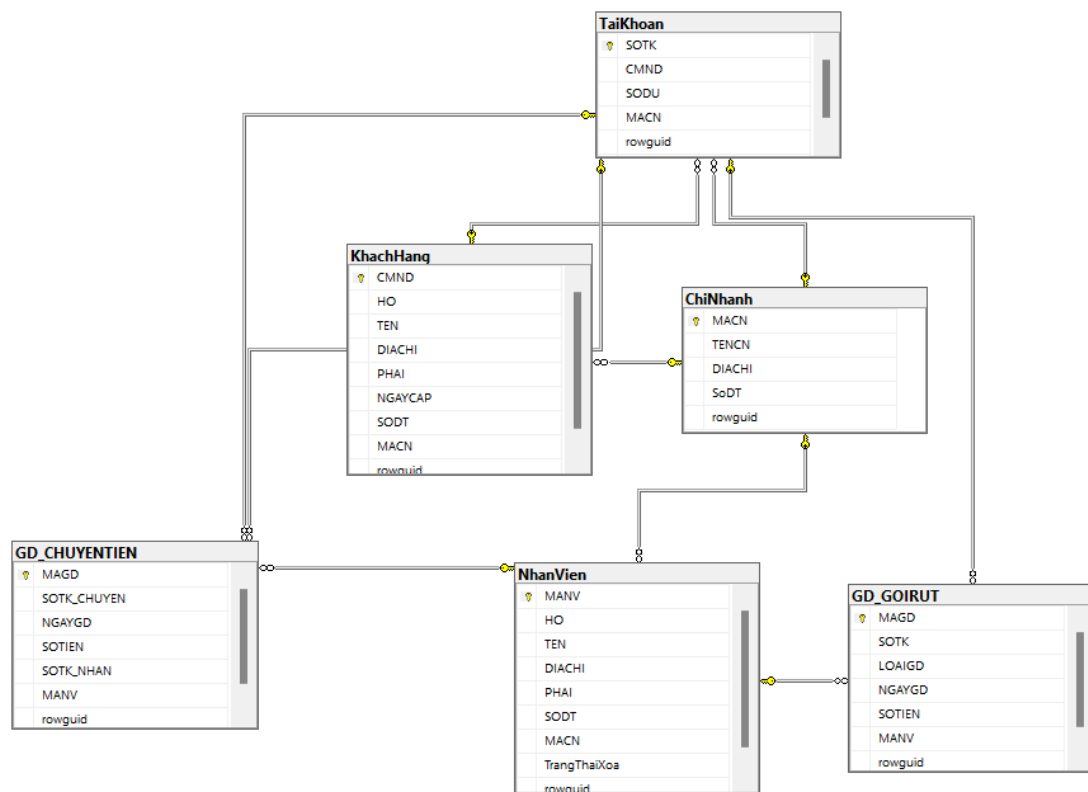 TaiKhoan
SOTK
CMND
SODU
MACN
rowguid
KhachHang
CMND
HO
TEN
DIACHI
PHAI
NGAYCAP
SODT
MACN
rowguid
ChiNhanh
MACN
TENCN
DIACHI
SoDT
rowguid
GD_CHUYENTIEN
MAGD
SOTK_CHUYEN
NGAYGD
SOTIEN
SOTK_NHAN
MANV
rowguid
NhanVien
MANV
HO
TEN
DIACHI
PHAI
SODT
MACN
TrangThaiXoa
rowguid
GD_GOIRUT
MAGD
SOTK
LOAIGD
NGAYGD
SOTIEN
MANV
rowguid